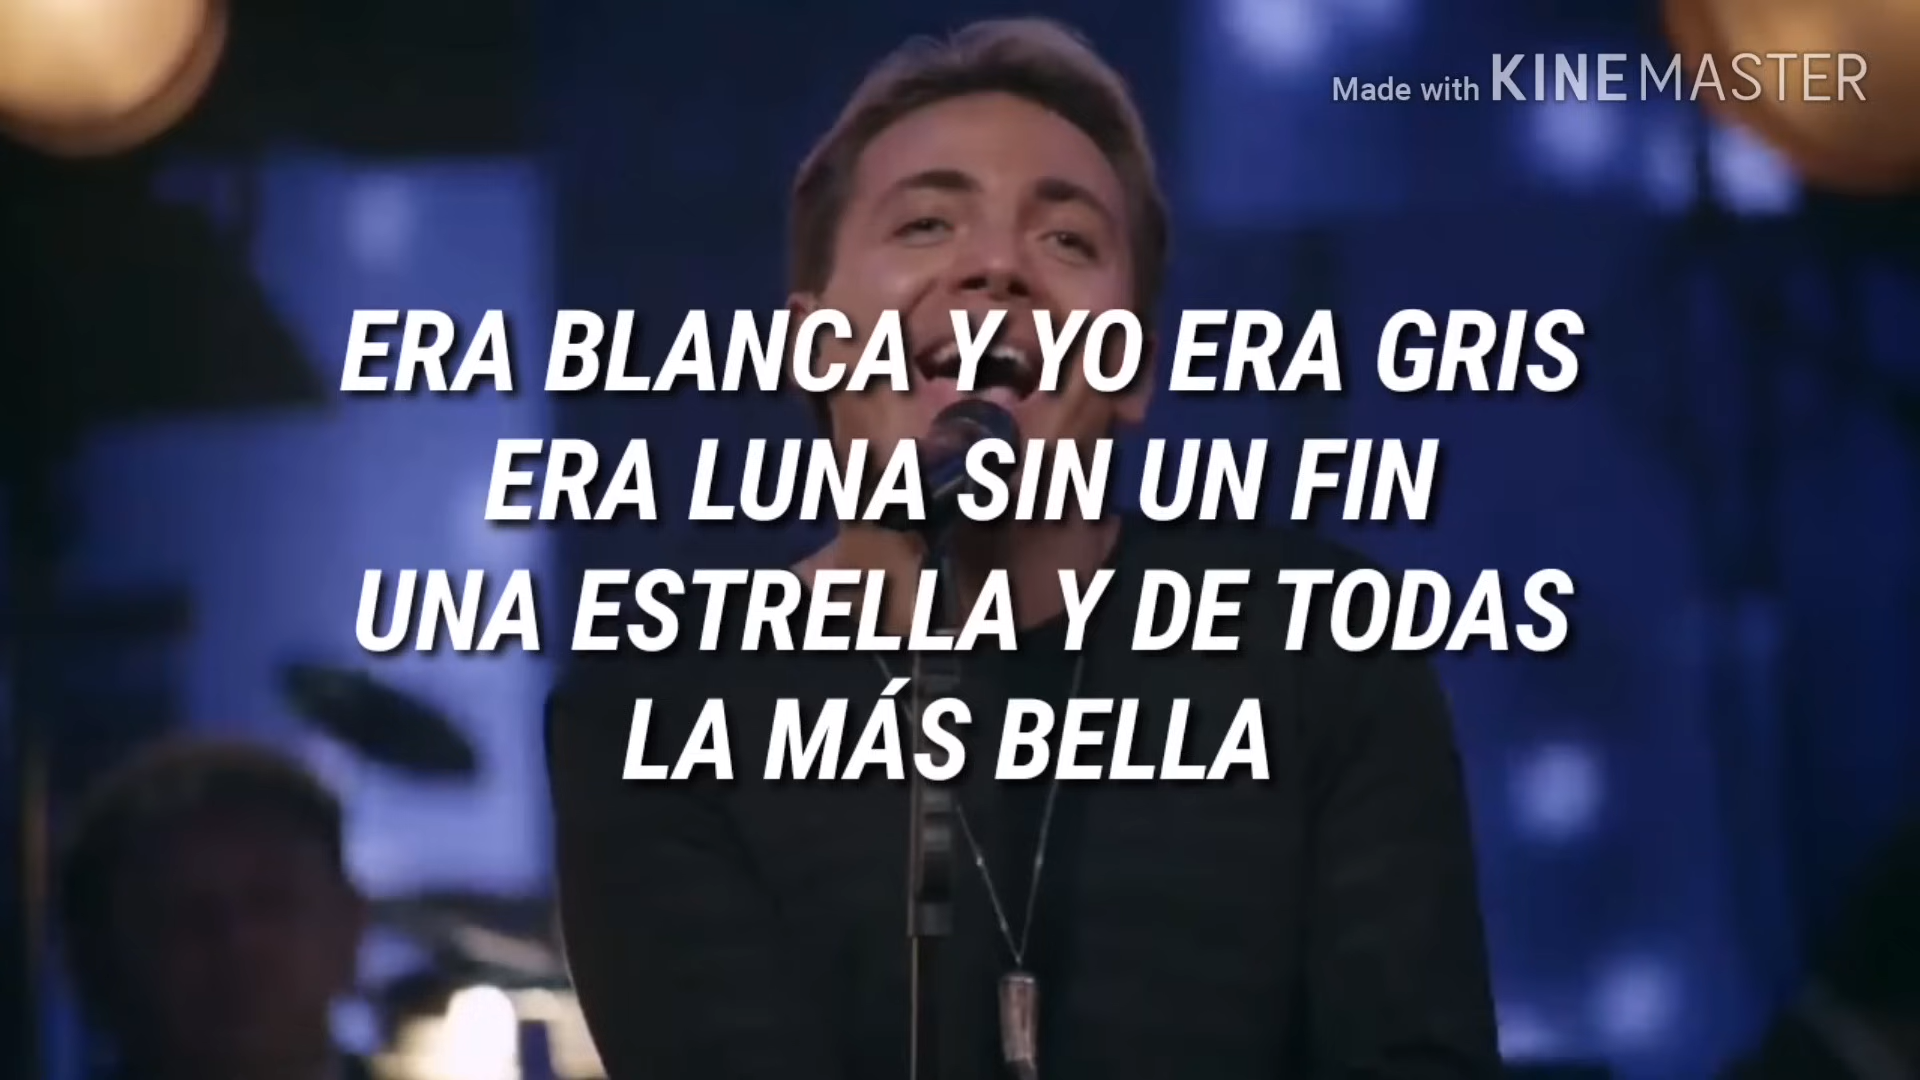 Made with KINEMASTER
ERA BLANCA Y YO ERA GRIS
ERA LUNA SIN UN FIN
UNA ESTRELLA Y DE TODAS
LA MÁS BELLA